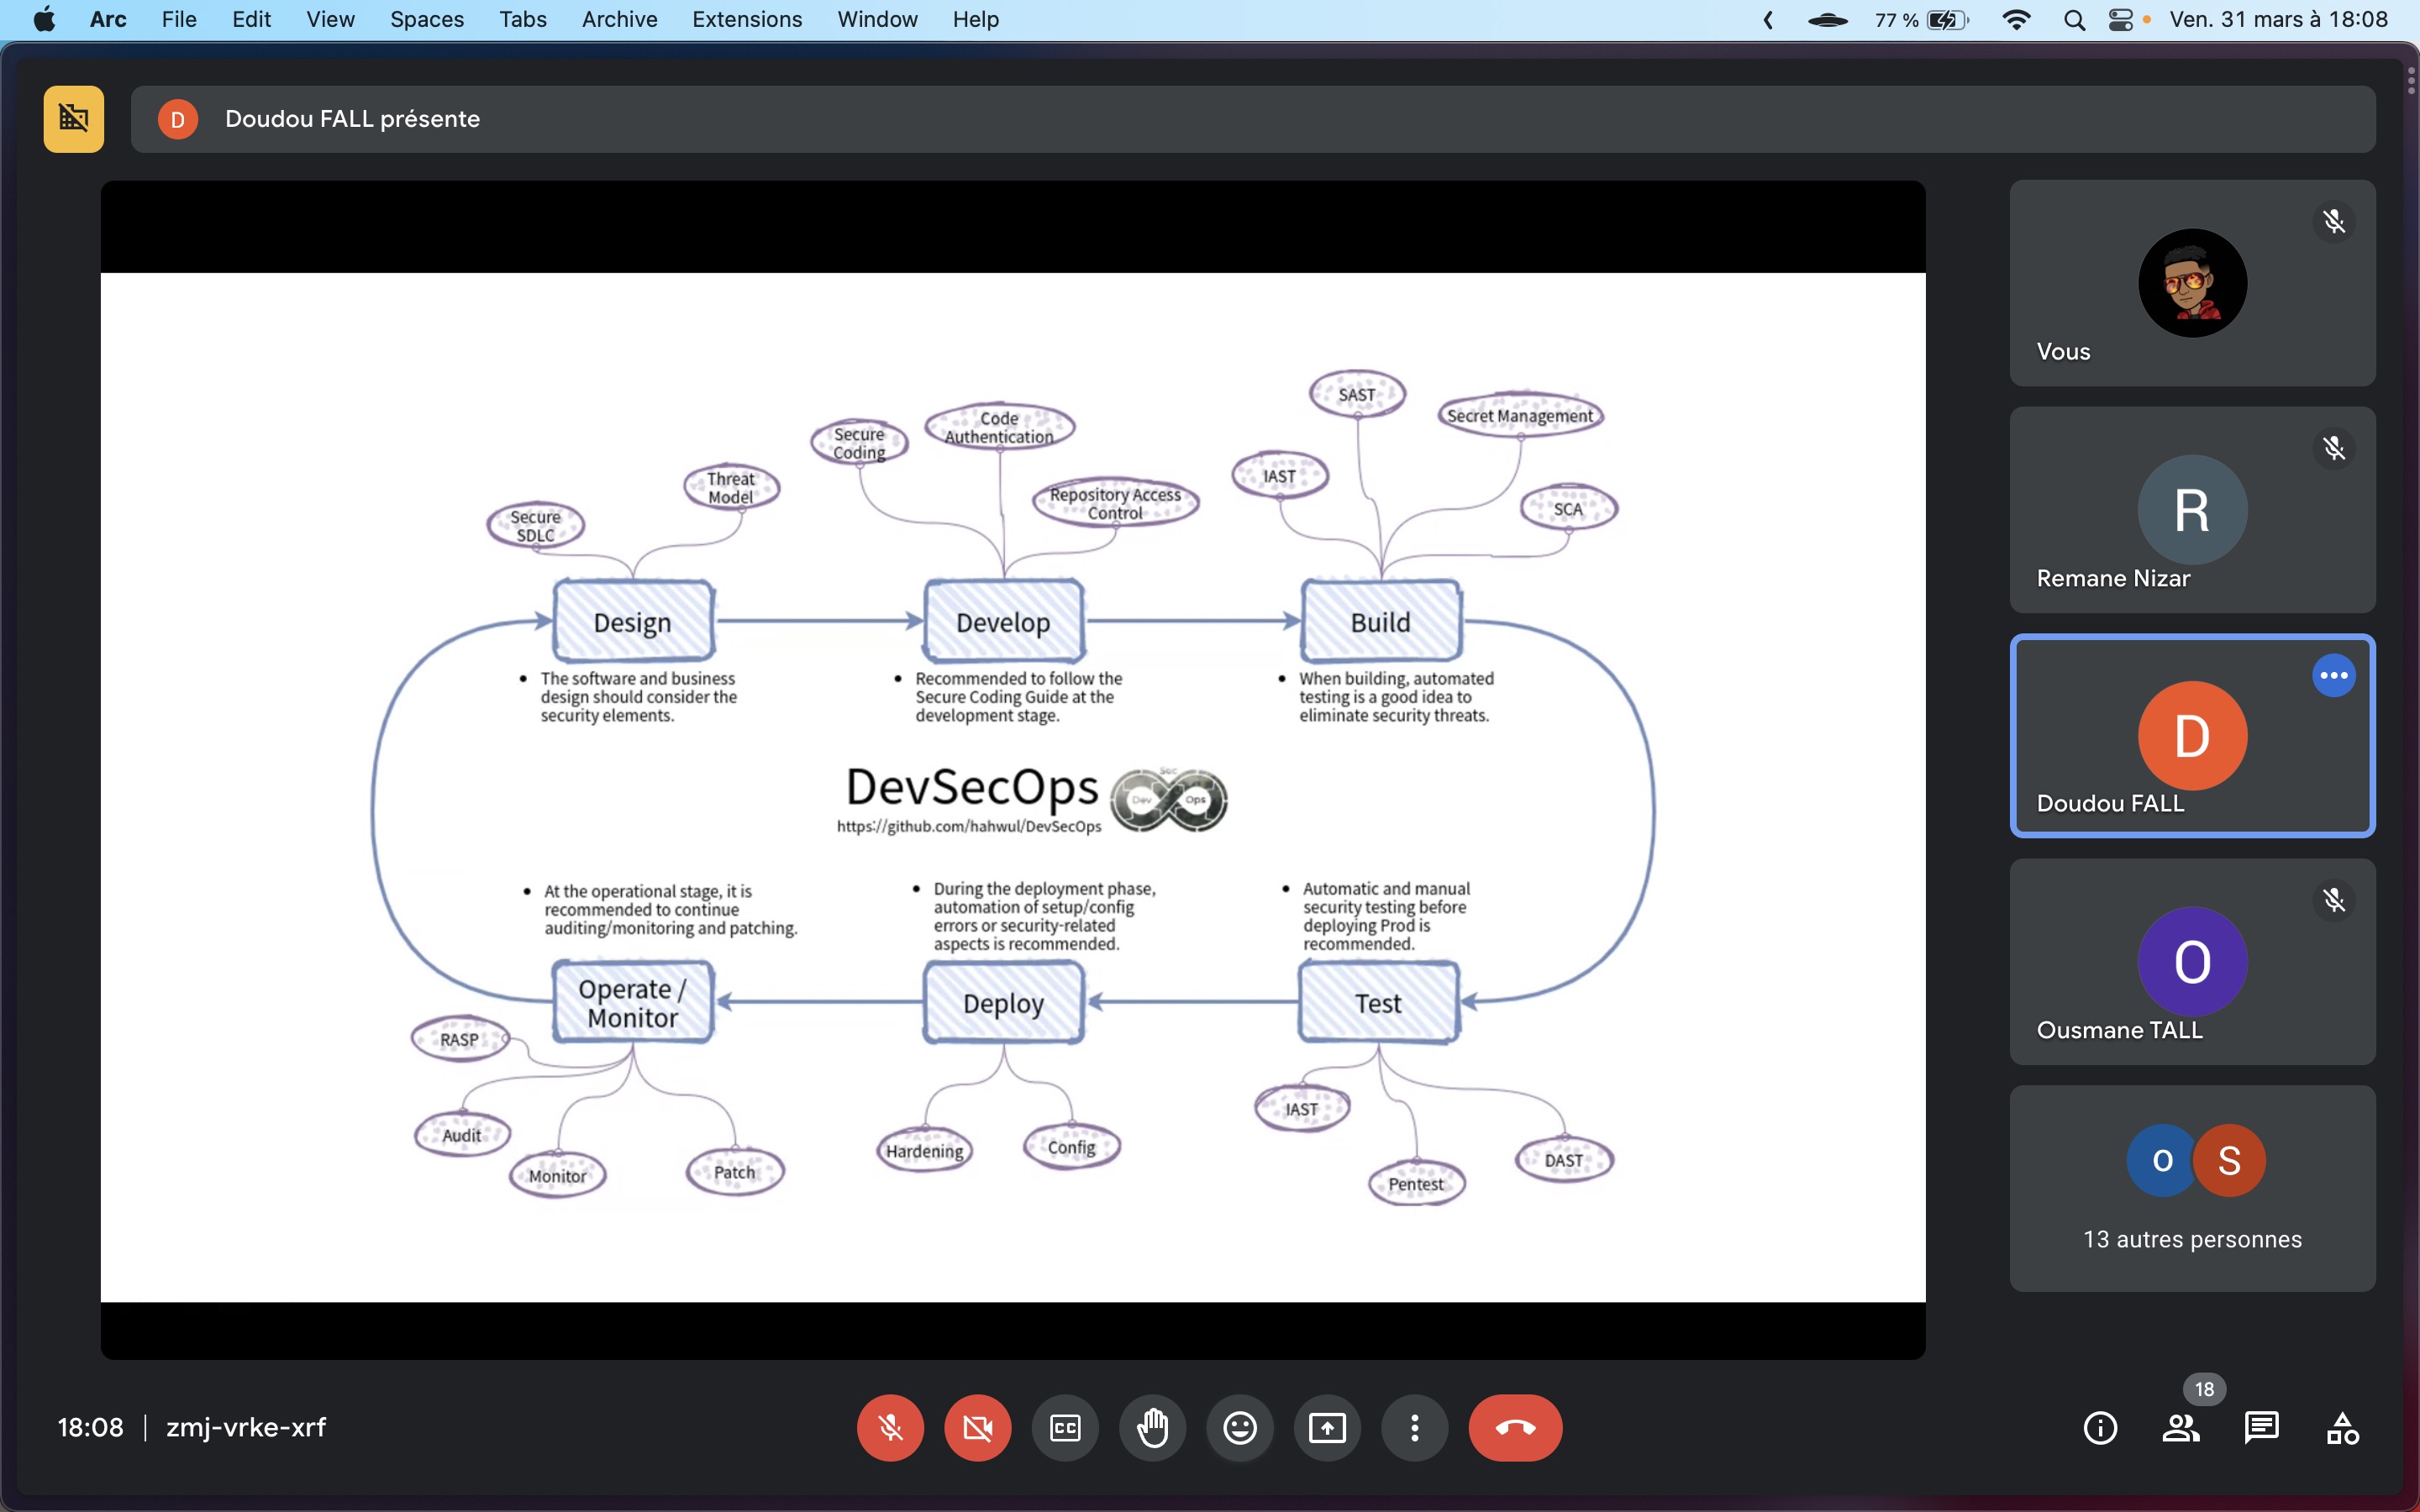 Arc File Edit View Spaces Tabs Archive Extensions Window Help
77 % Ven. 31 mars à 18:08
D Doudou FALL présente
SAST
Secret Management
Code
Authentication
Secure
Coding
IAST
Threat
Model
Repository Access
Control
SCA
Secure
SDLC
Design
Develop
Build
• The software and business
design should consider the
security elements.
• Recommended to follow the
Secure Coding Guide at the
development stage.
• When building, automated
testing is a good idea to
eliminate security threats.
DevSecOps
Sec
Dev
Ops
https://github.com/hahwul/DevSecOps
• At the operational stage, it is
recommended to continue
auditing/monitoring and patching.
• During the deployment phase,
automation of setup/config
errors or security-related
aspects is recommended.
• Automatic and manual
security testing before
deploying Prod is
recommended.
Operate /
Monitor
Deploy
Test
RASP
Audit
Monitor
Patch
Hardening
Config
IAST
Pentest
DAST
Vous
R
Remane Nizar
D
Doudou FALL
O
Ousmane TALL
o S
13 autres personnes
18:08 | zmj-vrke-xrf
CC
18